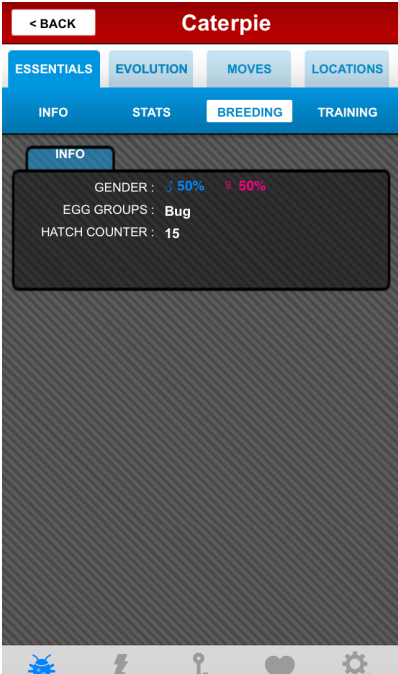 < BACK
Caterpie
ESSENTIALS EVOLUTION MOVES LOCATIONS
INFO STATS BREEDING TRAINING
INFO
GENDER : ♂ 50% ♀ 50%
EGG GROUPS : Bug
HATCH COUNTER : 15